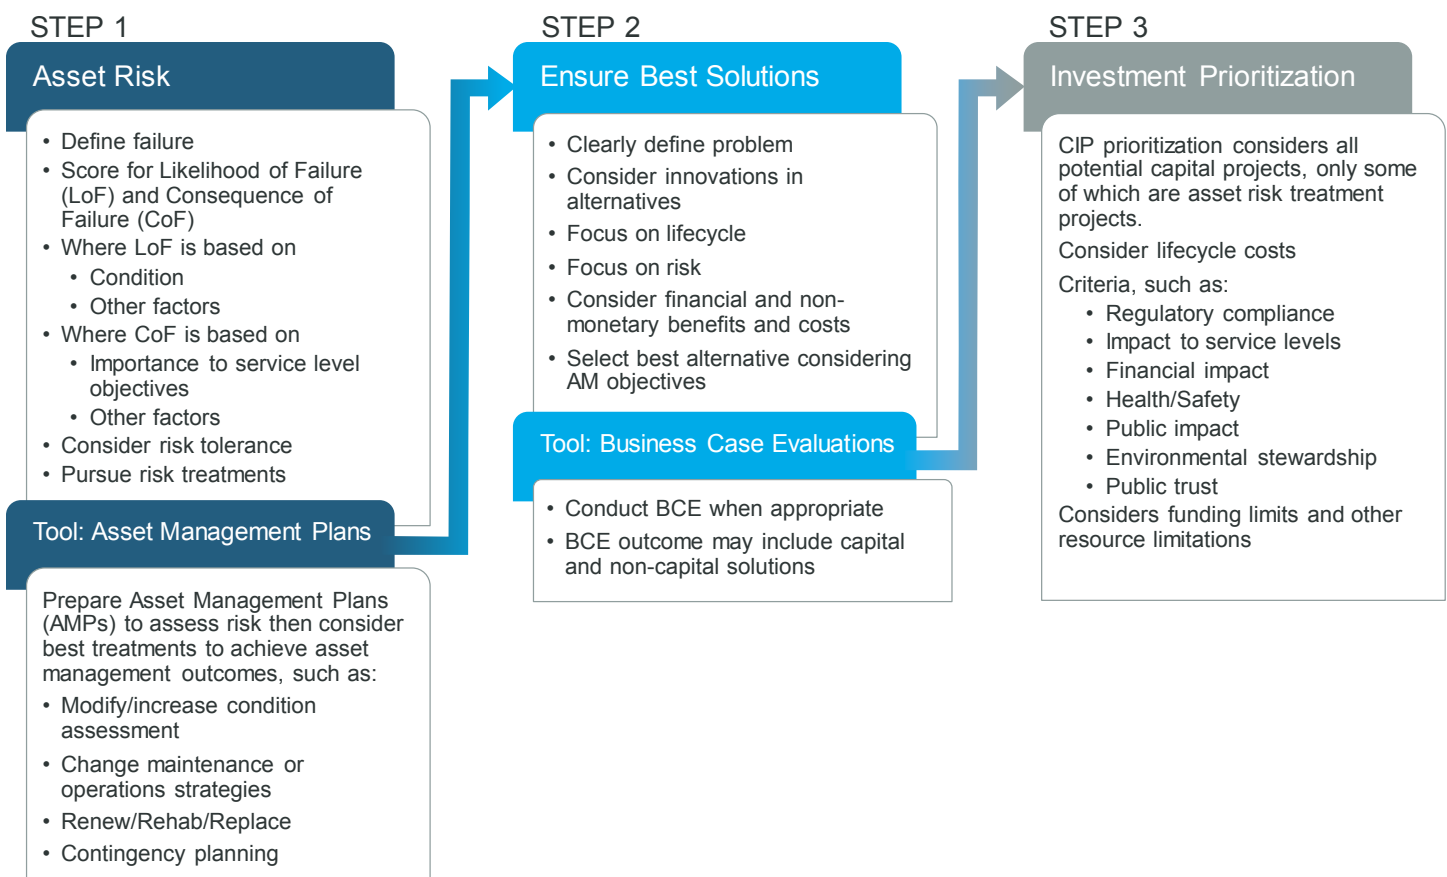 STEP 1
Asset Risk
• Define failure
• Score for Likelihood of Failure
(LoF) and Consequence of
Failure (CoF)
• Where LoF is based on
• Condition
• Other factors
• Where CoF is based on
• Importance to service level
objectives
• Other factors
• Consider risk tolerance
• Pursue risk treatments
Tool: Asset Management Plans
Prepare Asset Management Plans
(AMPs) to assess risk then consider
best treatments to achieve asset
management outcomes, such as:
• Modify/increase condition
assessment
• Change maintenance or
operations strategies
• Renew/Rehab/Replace
• Contingency planning
STEP 2
Ensure Best Solutions
• Clearly define problem
• Consider innovations in
alternatives
• Focus on lifecycle
• Focus on risk
• Consider financial and non-
monetary benefits and costs
• Select best alternative considering
AM objectives
Tool: Business Case Evaluations
• Conduct BCE when appropriate
• BCE outcome may include capital
and non-capital solutions
STEP 3
Investment Prioritization
CIP prioritization considers all
potential capital projects, only some
of which are asset risk treatment
projects.
Consider lifecycle costs
Criteria, such as:
• Regulatory compliance
• Impact to service levels
• Financial impact
• Health/Safety
• Public impact
• Environmental stewardship
• Public trust
Considers funding limits and other
resource limitations